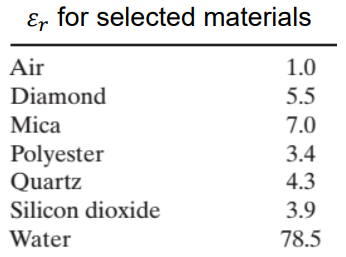 εr for selected materials
Air 1.0
Diamond 5.5
Mica 7.0
Polyester 3.4
Quartz 4.3
Silicon dioxide 3.9
Water 78.5